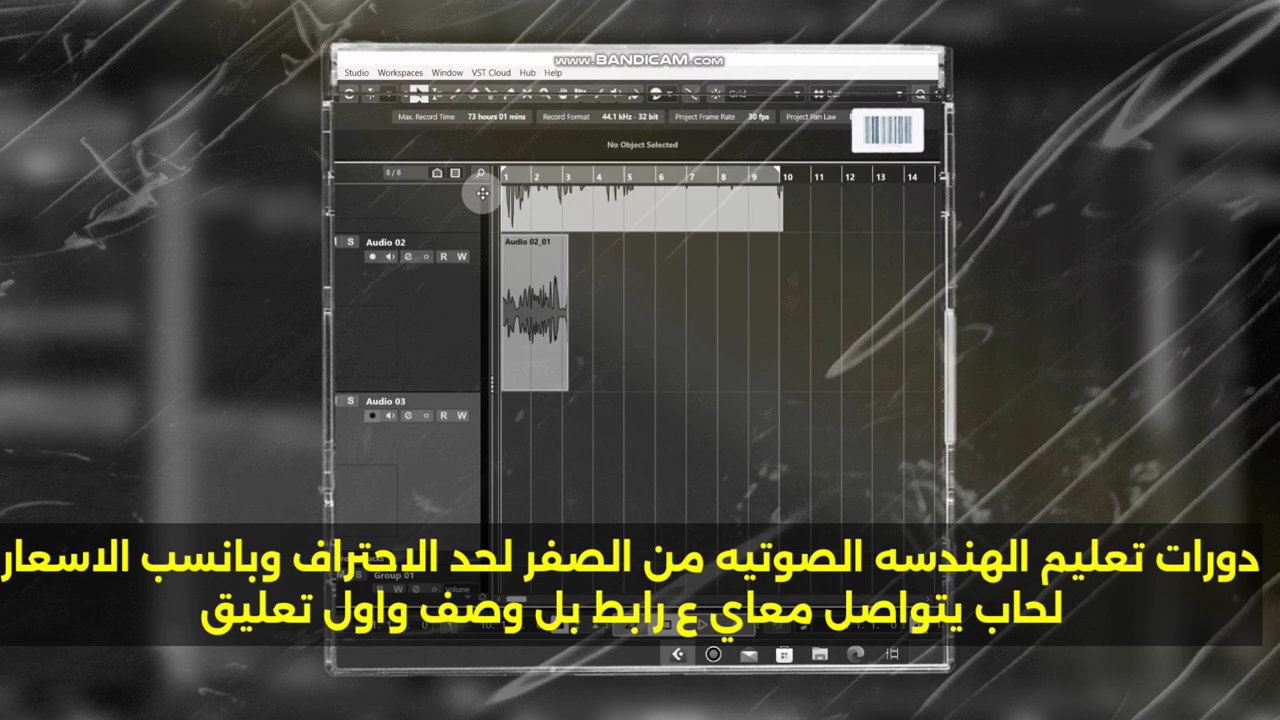 www.BANDICAM.com
Studio Workspaces Window VST Cloud Hub Help
Grid Bar
Max. Record Time 73 hours 01 mins Record Format 44.1 kHz - 32 bit Project Frame Rate 30 fps Project Pan Law
No Object Selected
8 / 8 1 2 3 4 5 6 7 8 9 10 11 12 13 14
S Audio 02 Audio 02_01
R W
S Audio 03
R W
دورات تعليم الهندسه الصوتيه من الصفر لحد الاحتراف وبانسب الاسعار
M S Group 01
R W Volume
لحاب يتواصل معاي ع رابط بل وصف واول تعليق